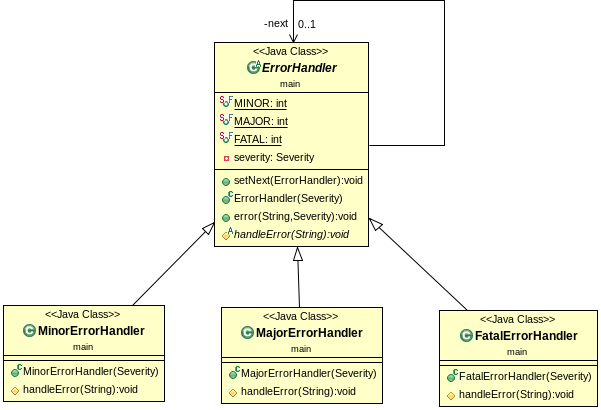 -next 0..1
<<Java Class>>
ErrorHandler
main
MINOR: int
MAJOR: int
FATAL: int
severity: Severity
setNext(ErrorHandler):void
ErrorHandler(Severity)
error(String,Severity):void
handleError(String):void
<<Java Class>>
MinorErrorHandler
main
MinorErrorHandler(Severity)
handleError(String):void
<<Java Class>>
MajorErrorHandler
main
MajorErrorHandler(Severity)
handleError(String):void
<<Java Class>>
FatalErrorHandler
main
FatalErrorHandler(Severity)
handleError(String):void